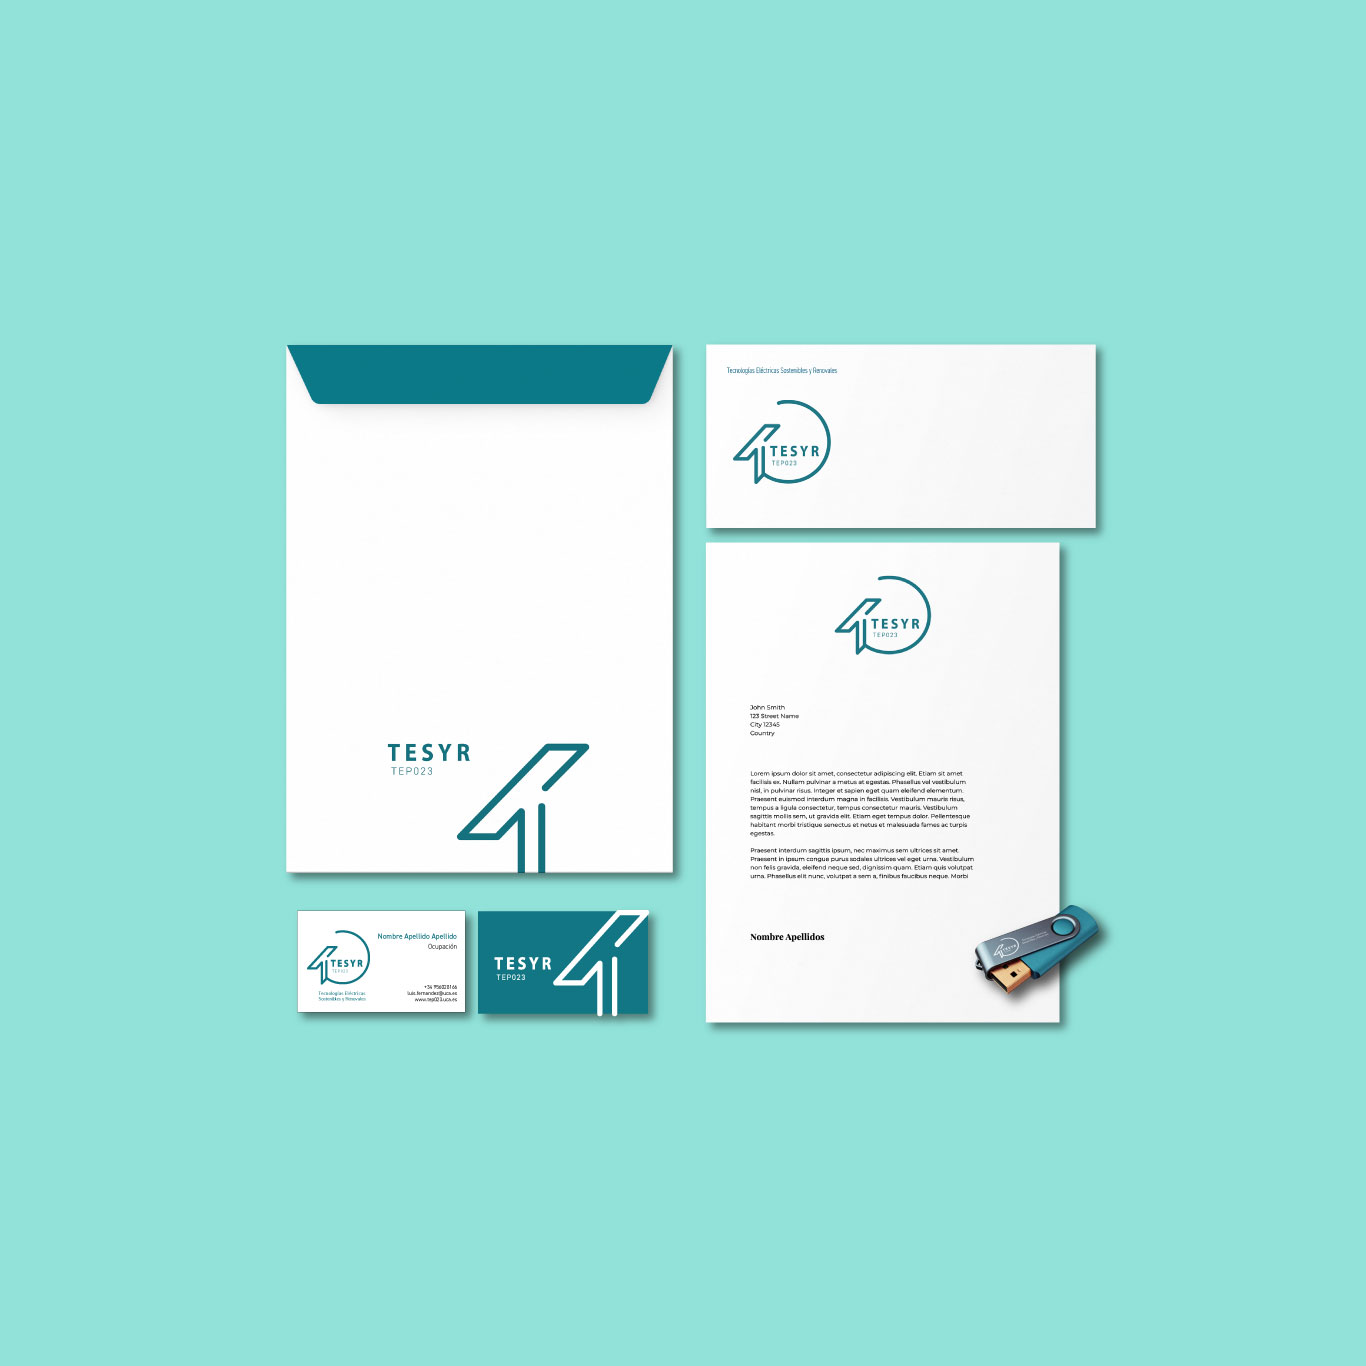 TESYR
TEP023
Tecnologías Eléctricas Sostenibles y Renovales
TESYR
TEP023
TESYR
TEP023
John Smith
123 Street Name
City 12345
Country
Lorem ipsum dolor sit amet, consectetur adipiscing elit. Etiam sit amet
facilisis ex. Nullam pulvinar a metus at egestas. Phasellus vel vestibulum
nisl, in pulvinar risus. Integer et sapien eget quam eleifend elementum.
Praesent euismod interdum magna in facilisis. Vestibulum mauris risus,
tempus a ligula consectetur, tempus consectetur mauris. Vestibulum
sagittis mollis sem, ut gravida elit. Etiam eget tempus dolor. Pellentesque
habitant morbi tristique senectus et netus et malesuada fames ac turpis
egestas.
Praesent interdum sagittis ipsum, nec maximus sem ultrices sit amet.
Praesent in ipsum congue purus sodales ultrices vel eget urna. Vestibulum
non felis gravida, eleifend neque sed, dignissim quam. Etiam quis volutpat
urna. Phasellus elit nunc, volutpat a sem a, finibus faucibus neque. Morbi
Nombre Apellidos
TESYR
TESYR
TEP023
Tecnologías Eléctricas
Sostenibles y Renovales
Nombre Apellido Apellido
Ocupación
+34 956028166
luis.fernandez@uca.es
www.tep023.uca.es
TESYR
TEP023